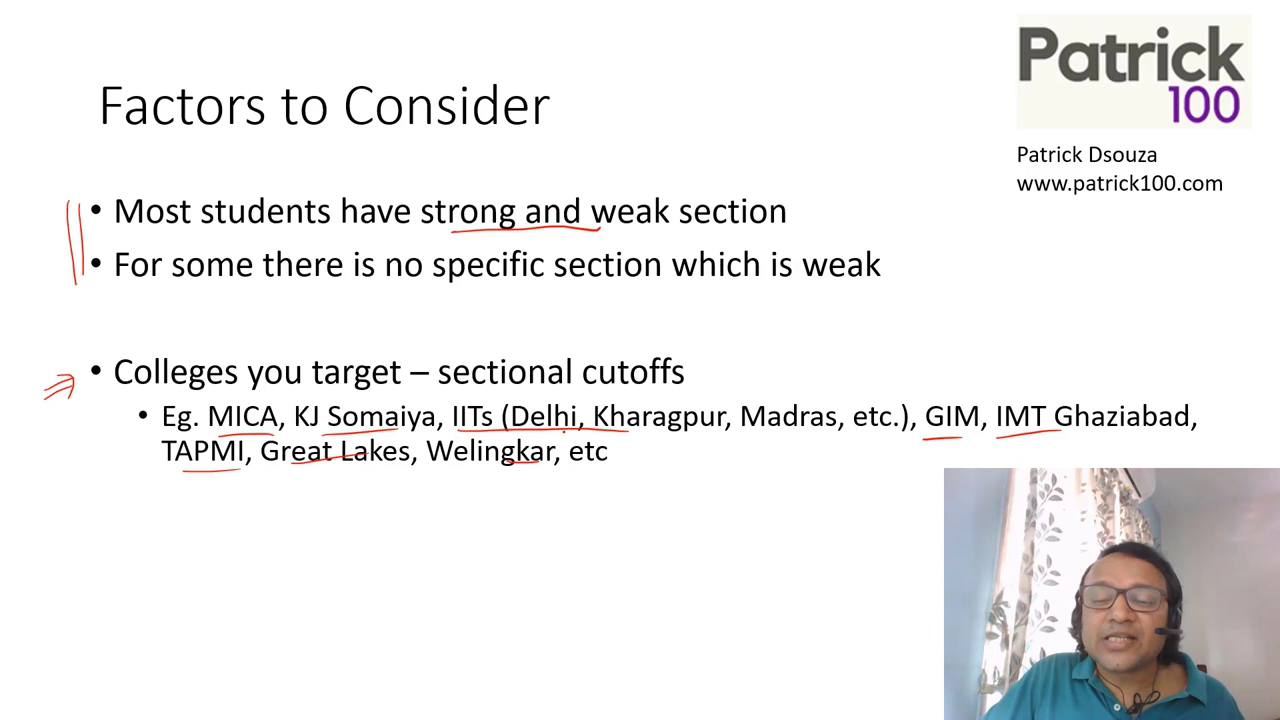 Patrick
100
Factors to Consider
Patrick Dsouza
www.patrick100.com
• Most students have strong and weak section
• For some there is no specific section which is weak
• Colleges you target – sectional cutoffs
• Eg. MICA, KJ Somaiya, IITs (Delhi, Kharagpur, Madras, etc.), GIM, IMT Ghaziabad,
TAPMI, Great Lakes, Welingkar, etc